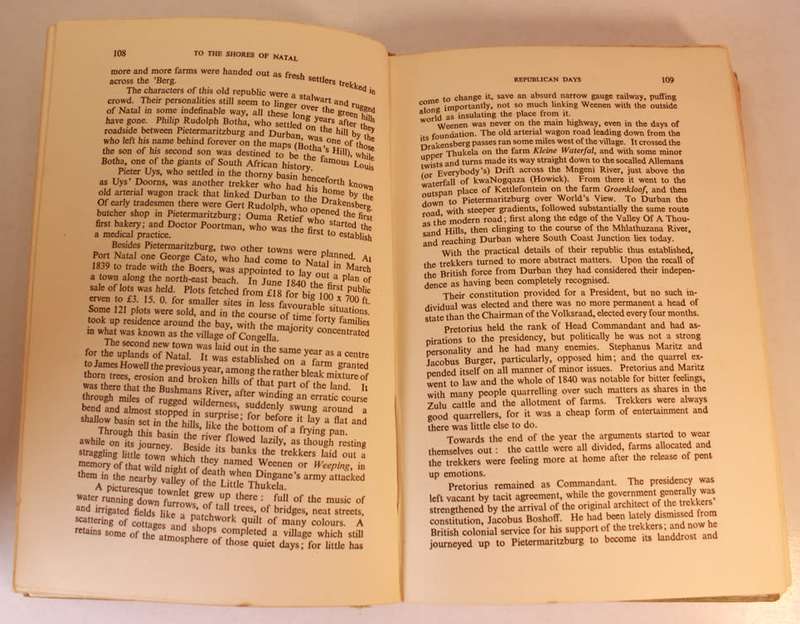 108 TO THE SHORES OF NATAL
more and more farms were handed out as fresh settlers trekked in
across the 'Berg.
The characters of this old republic were a stalwart and rugged
crowd. Their personalities still seem to linger over the green hills
of Natal in some indefinable way, all these long years after they
have gone. Philip Rudolph Botha, who settled on the hill by the
roadside between Pietermaritzburg and Durban, was one of those
who left his name behind forever on the maps (Botha's Hill), while
the son of his second son was destined to be the famous Louis
Botha, one of the giants of South African history.
Pieter Uys, who settled in the thorny basin henceforth known
as Uys' Doorns, was another trekker who had his home by the
old arterial wagon track that linked Durban to the Drakensberg.
Of early tradesmen there were Gert Rudolph, who opened the first
butcher shop in Pietermaritzburg; Ouma Retief who started the
first bakery; and Doctor Poortman, who was the first to establish
a medical practice.
Besides Pietermaritzburg, two other towns were planned. At
Port Natal one George Cato, who had come to Natal in March
1839 to trade with the Boers, was appointed to lay out a plan of
a town along the north-east beach. In June 1840 the first public
sale of lots was held. Plots fetched from £18 for big 100 x 700 ft.
erven to £3. 15. 0. for smaller sites in less favourable situations.
Some 121 plots were sold, and in the course of time forty families
took up residence around the bay, with the majority concentrated
in what was known as the village of Congella.
The second new town was laid out in the same year as a centre
for the uplands of Natal. It was established on a farm granted
to James Howell the previous year, among the rather bleak mixture of
thorn trees, erosion and broken hills of that part of the land. It
was there that the Bushmans River, after winding an erratic course
through miles of rugged wilderness, suddenly swung around a
bend and almost stopped in surprise; for before it lay a flat and
shallow basin set in the hills, like the bottom of a frying pan.
Through this basin the river flowed lazily, as though resting
awhile on its journey. Beside its banks the trekkers laid out a
straggling little town which they named Weenen or Weeping, in
memory of that wild night of death when Dingane's army attacked
them in the nearby valley of the Little Thukela.
A picturesque townlet grew up there: full of the music of
water running down furrows, of tall trees, of bridges, neat streets,
and irrigated fields like a patchwork quilt of many colours. A
scattering of cottages and shops completed a village which still
retains some of the atmosphere of those quiet days; for little has
REPUBLICAN DAYS 109
come to change it, save an absurd narrow gauge railway, puffing
along importantly, not so much linking Weenen with the outside
world as insulating the place from it.
Weenen was never on the main highway, even in the days of
its foundation. The old arterial wagon road leading down from the
Drakensberg passes ran some miles west of the village. It crossed the
upper Thukela on the farm Kleine Waterfal, and with some minor
twists and turns made its way straight down to the socalled Allemans
(or Everybody's) Drift across the Mngeni River, just above the
waterfall of kwaNogqaza (Howick). From there it went to the
outspan place of Kettlefontein on the farm Groenkloof, and then
down to Pietermaritzburg over World's View. To Durban the
road, with steeper gradients, followed substantially the same route
as the modern road; first along the edge of the Valley Of A Thou-
sand Hills, then clinging to the course of the Mhlathuzana River,
and reaching Durban where South Coast Junction lies today.
With the practical details of their republic thus established,
the trekkers turned to more abstract matters. Upon the recall of
the British force from Durban they had considered their indepen-
dence as having been completely recognised.
Their constitution provided for a President, but no such in-
dividual was elected and there was no more permanent a head of
state than the Chairman of the Volksraad, elected every four months.
Pretorius held the rank of Head Commandant and had as-
pirations to the presidency, but politically he was not a strong
personality and he had many enemies. Stephanus Maritz and
Jacobus Burger, particularly, opposed him; and the quarrel ex-
pended itself on all manner of minor issues. Pretorius and Maritz
went to law and the whole of 1840 was notable for bitter feelings,
with many people quarrelling over such matters as shares in the
Zulu cattle and the allotment of farms. Trekkers were always
good quarrellers, for it was a cheap form of entertainment and
there was little else to do.
Towards the end of the year the arguments started to wear
themselves out: the cattle were all divided, farms allocated and
the trekkers were feeling more at home after the release of pent
up emotions.
Pretorius remained as Commandant. The presidency was
left vacant by tacit agreement, while the government generally was
strengthened by the arrival of the original architect of the trekkers'
constitution, Jacobus Boshoff. He had been lately dismissed from
British colonial service for his support of the trekkers; and now he
journeyed up to Pietermaritzburg to become its landdrost and